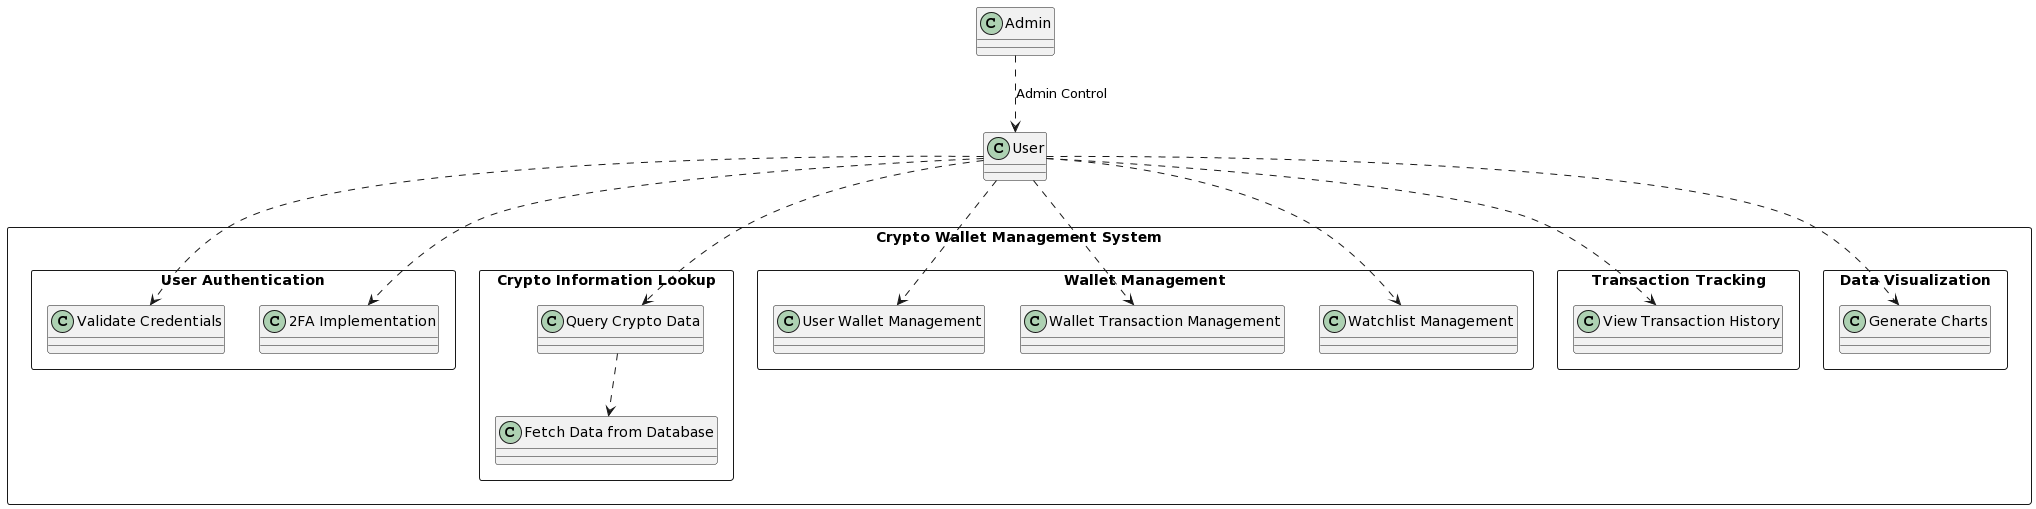 C Admin
Admin Control
C User
Crypto Wallet Management System
User Authentication
C Validate Credentials
C 2FA Implementation
Crypto Information Lookup
C Query Crypto Data
C Fetch Data from Database
Wallet Management
C User Wallet Management
C Wallet Transaction Management
C Watchlist Management
Transaction Tracking
C View Transaction History
Data Visualization
C Generate Charts